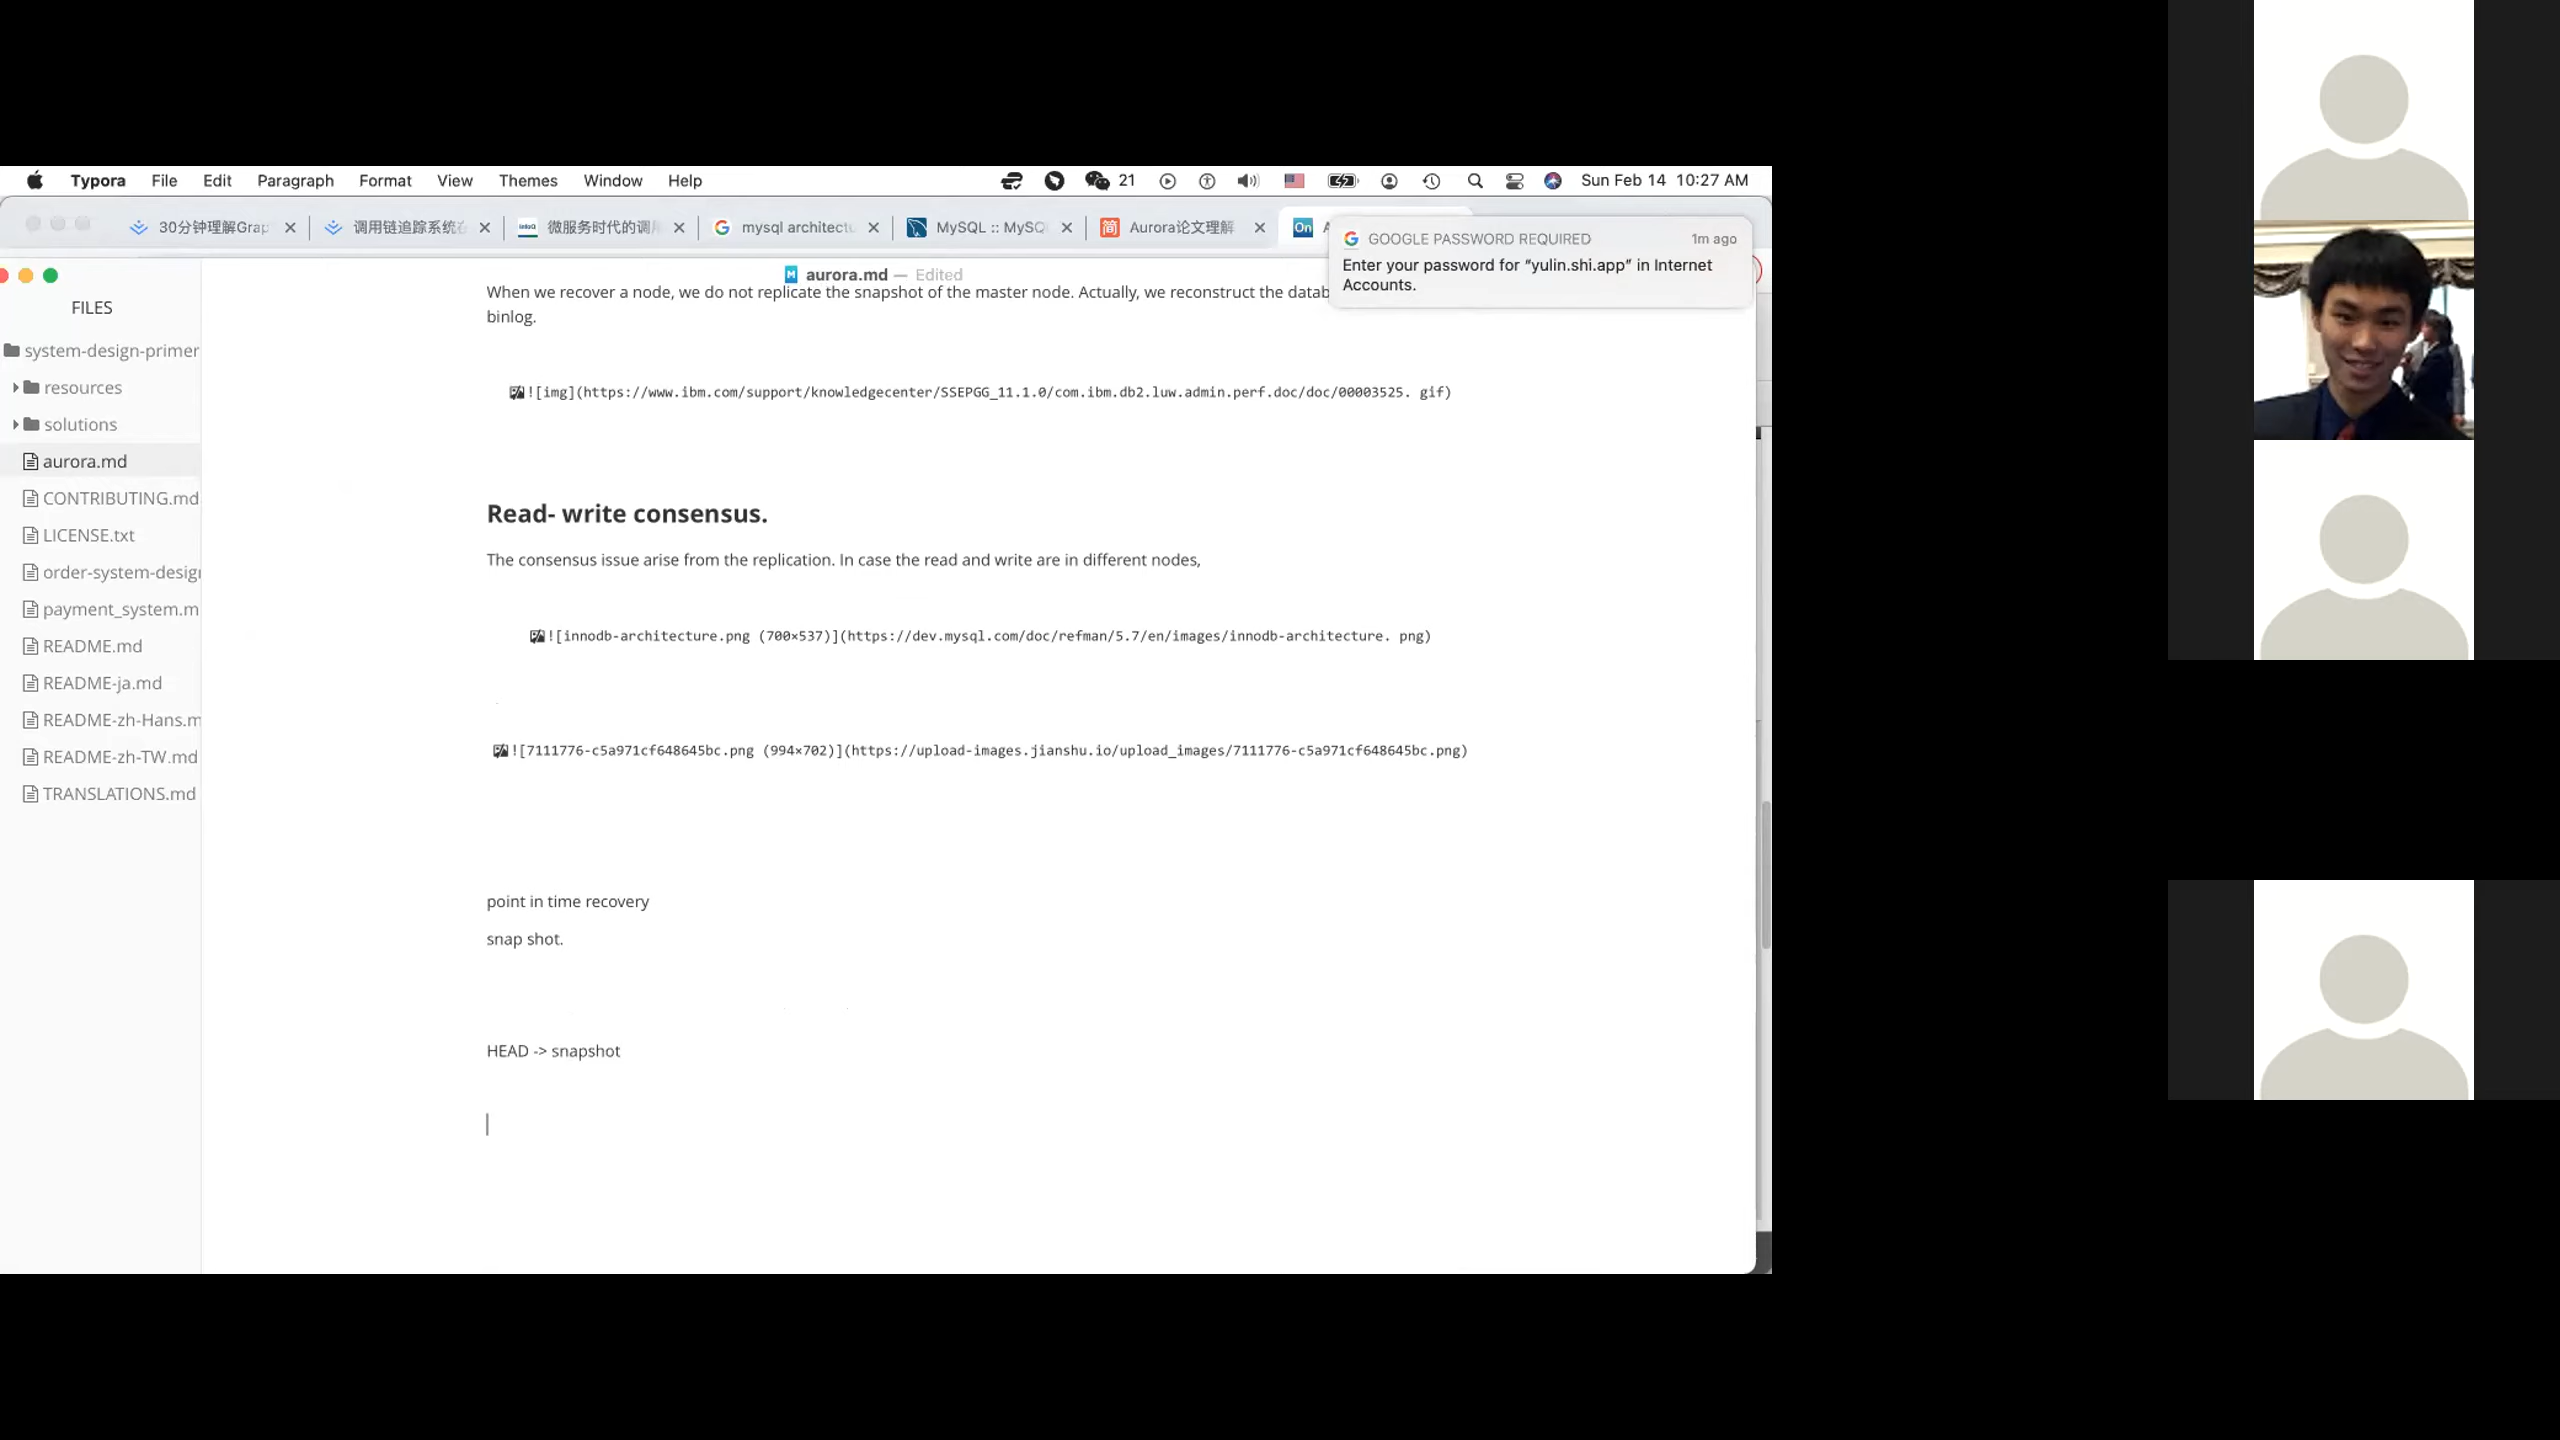 Typora File Edit Paragraph Format View Themes Window Help 21 Sun Feb 14 10:27 AM
30分钟理解Grap 调用链追踪系统在 InfoQ 微服务时代的调用 mysql architectu MySQL :: MySQ 简 Aurora论文理解 On A
GOOGLE PASSWORD REQUIRED 1m ago
Enter your password for “yulin.shi.app” in Internet
Accounts.
aurora.md — Edited
FILES
system-design-primer
resources
solutions
aurora.md
CONTRIBUTING.md
LICENSE.txt
order-system-design
payment_system.m
README.md
README-ja.md
README-zh-Hans.m
README-zh-TW.md
TRANSLATIONS.md
When we recover a node, we do not replicate the snapshot of the master node. Actually, we reconstruct the datab
binlog.
![img](https://www.ibm.com/support/knowledgecenter/SSEPGG_11.1.0/com.ibm.db2.luw.admin.perf.doc/doc/00003525. gif)
Read- write consensus.
The consensus issue arise from the replication. In case the read and write are in different nodes,
![innodb-architecture.png (700×537)](https://dev.mysql.com/doc/refman/5.7/en/images/innodb-architecture. png)
![7111776-c5a971cf648645bc.png (994×702)](https://upload-images.jianshu.io/upload_images/7111776-c5a971cf648645bc.png)
point in time recovery
snap shot.
HEAD -> snapshot